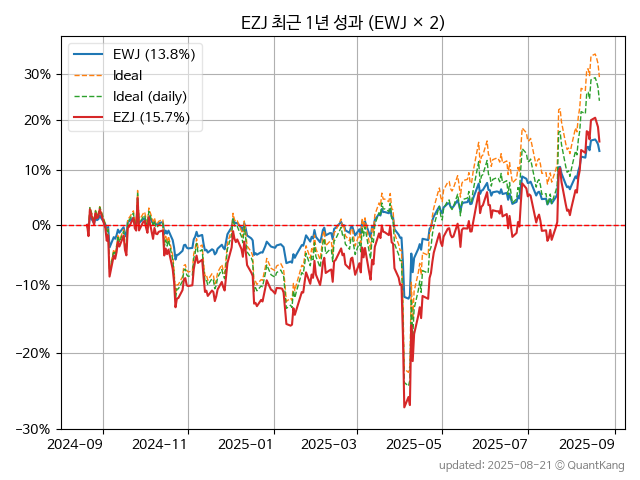 EZJ 최근 1년 성과 (EWJ × 2)
EWJ (13.8%)
Ideal
Ideal (daily)
EZJ (15.7%)
30%
20%
10%
0%
−10%
−20%
−30%
2024-09 2024-11 2025-01 2025-03 2025-05 2025-07 2025-09
updated: 2025-08-21 © QuantKang